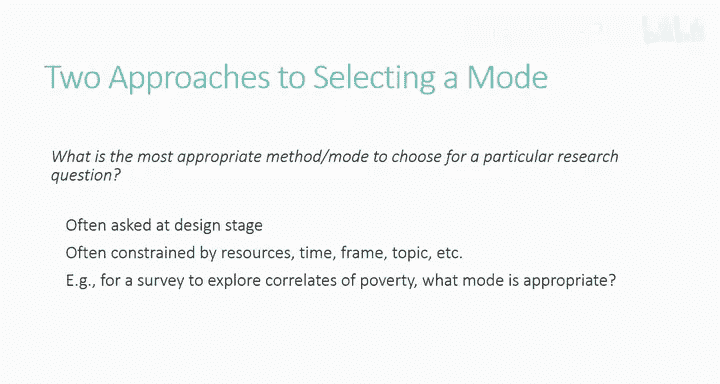 Two Approaches to Selecting a Mode
What is the most appropriate method/mode to choose for a particular research
question?
Often asked at design stage
Often constrained by resources, time, frame, topic, etc.
E.g., for a survey to explore correlates of poverty, what mode is appropriate?